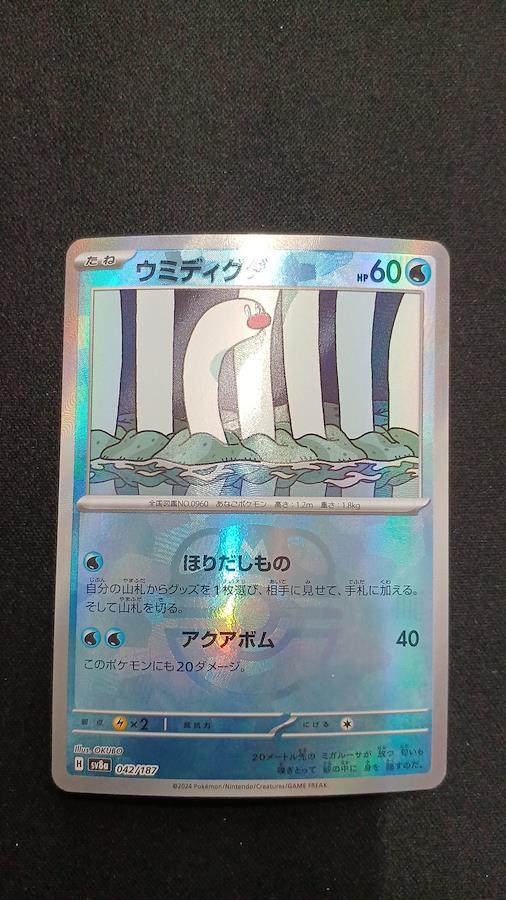 たね
ウミディグダ
HP 60
全国図鑑NO.0960 あなごポケモン 高さ：1.2m 重さ：1.8kg
ほりだしもの
自分の山札からグッズを1枚選び、相手に見せて、手札に加える。
そして山札を切る。
アクアボム 40
このポケモンにも20ダメージ。
弱点 ×2 抵抗力 にげる
20メートル先の ミガルーサが 放つ 匂いも
嗅ぎとって 砂の中に 身を 隠すのだ。
Illus. OKUBO
H sv8a 042/187
©2024 Pokémon/Nintendo/Creatures/GAME FREAK